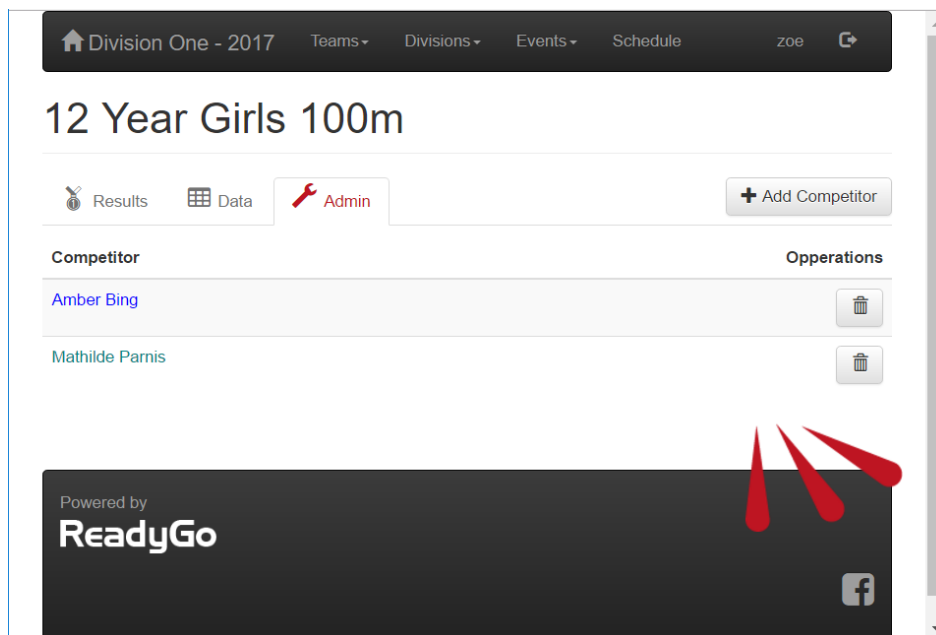 Division One - 2017 Teams Divisions Events Schedule zoe
12 Year Girls 100m
Results Data Admin + Add Competitor
Competitor Opperations
Amber Bing
Mathilde Parnis
Powered by
ReadyGo